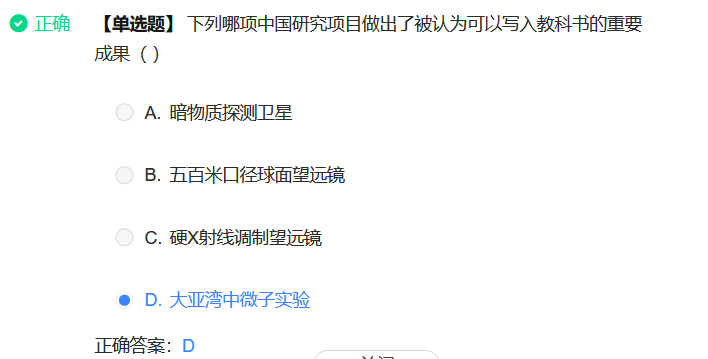 正确 【单选题】 下列哪项中国研究项目做出了被认为可以写入教科书的重要
成果（ ）
A. 暗物质探测卫星
B. 五百米口径球面望远镜
C. 硬X射线调制望远镜
D. 大亚湾中微子实验
正确答案： D